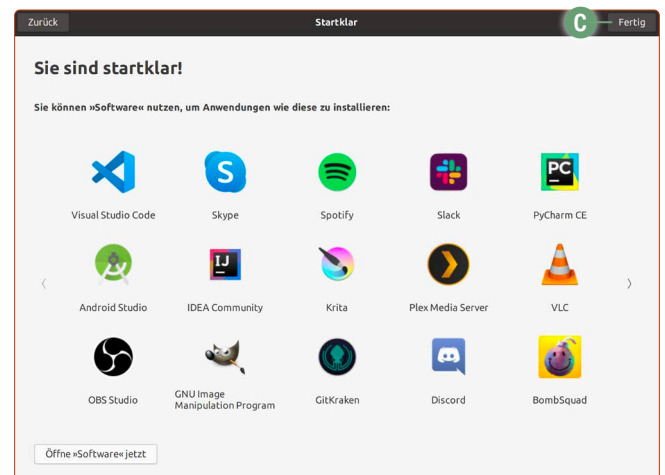 Zurück
Startklar
C
Fertig
Sie sind startklar!
Sie können »Software« nutzen, um Anwendungen wie diese zu installieren:
S
PC
Visual Studio Code
Skype
Spotify
Slack
PyCharm CE
IJ
Android Studio
IDEA Community
Krita
Plex Media Server
VLC
OBS Studio
GNU Image
Manipulation Program
GitKraken
Discord
BombSquad
Öffne »Software« jetzt